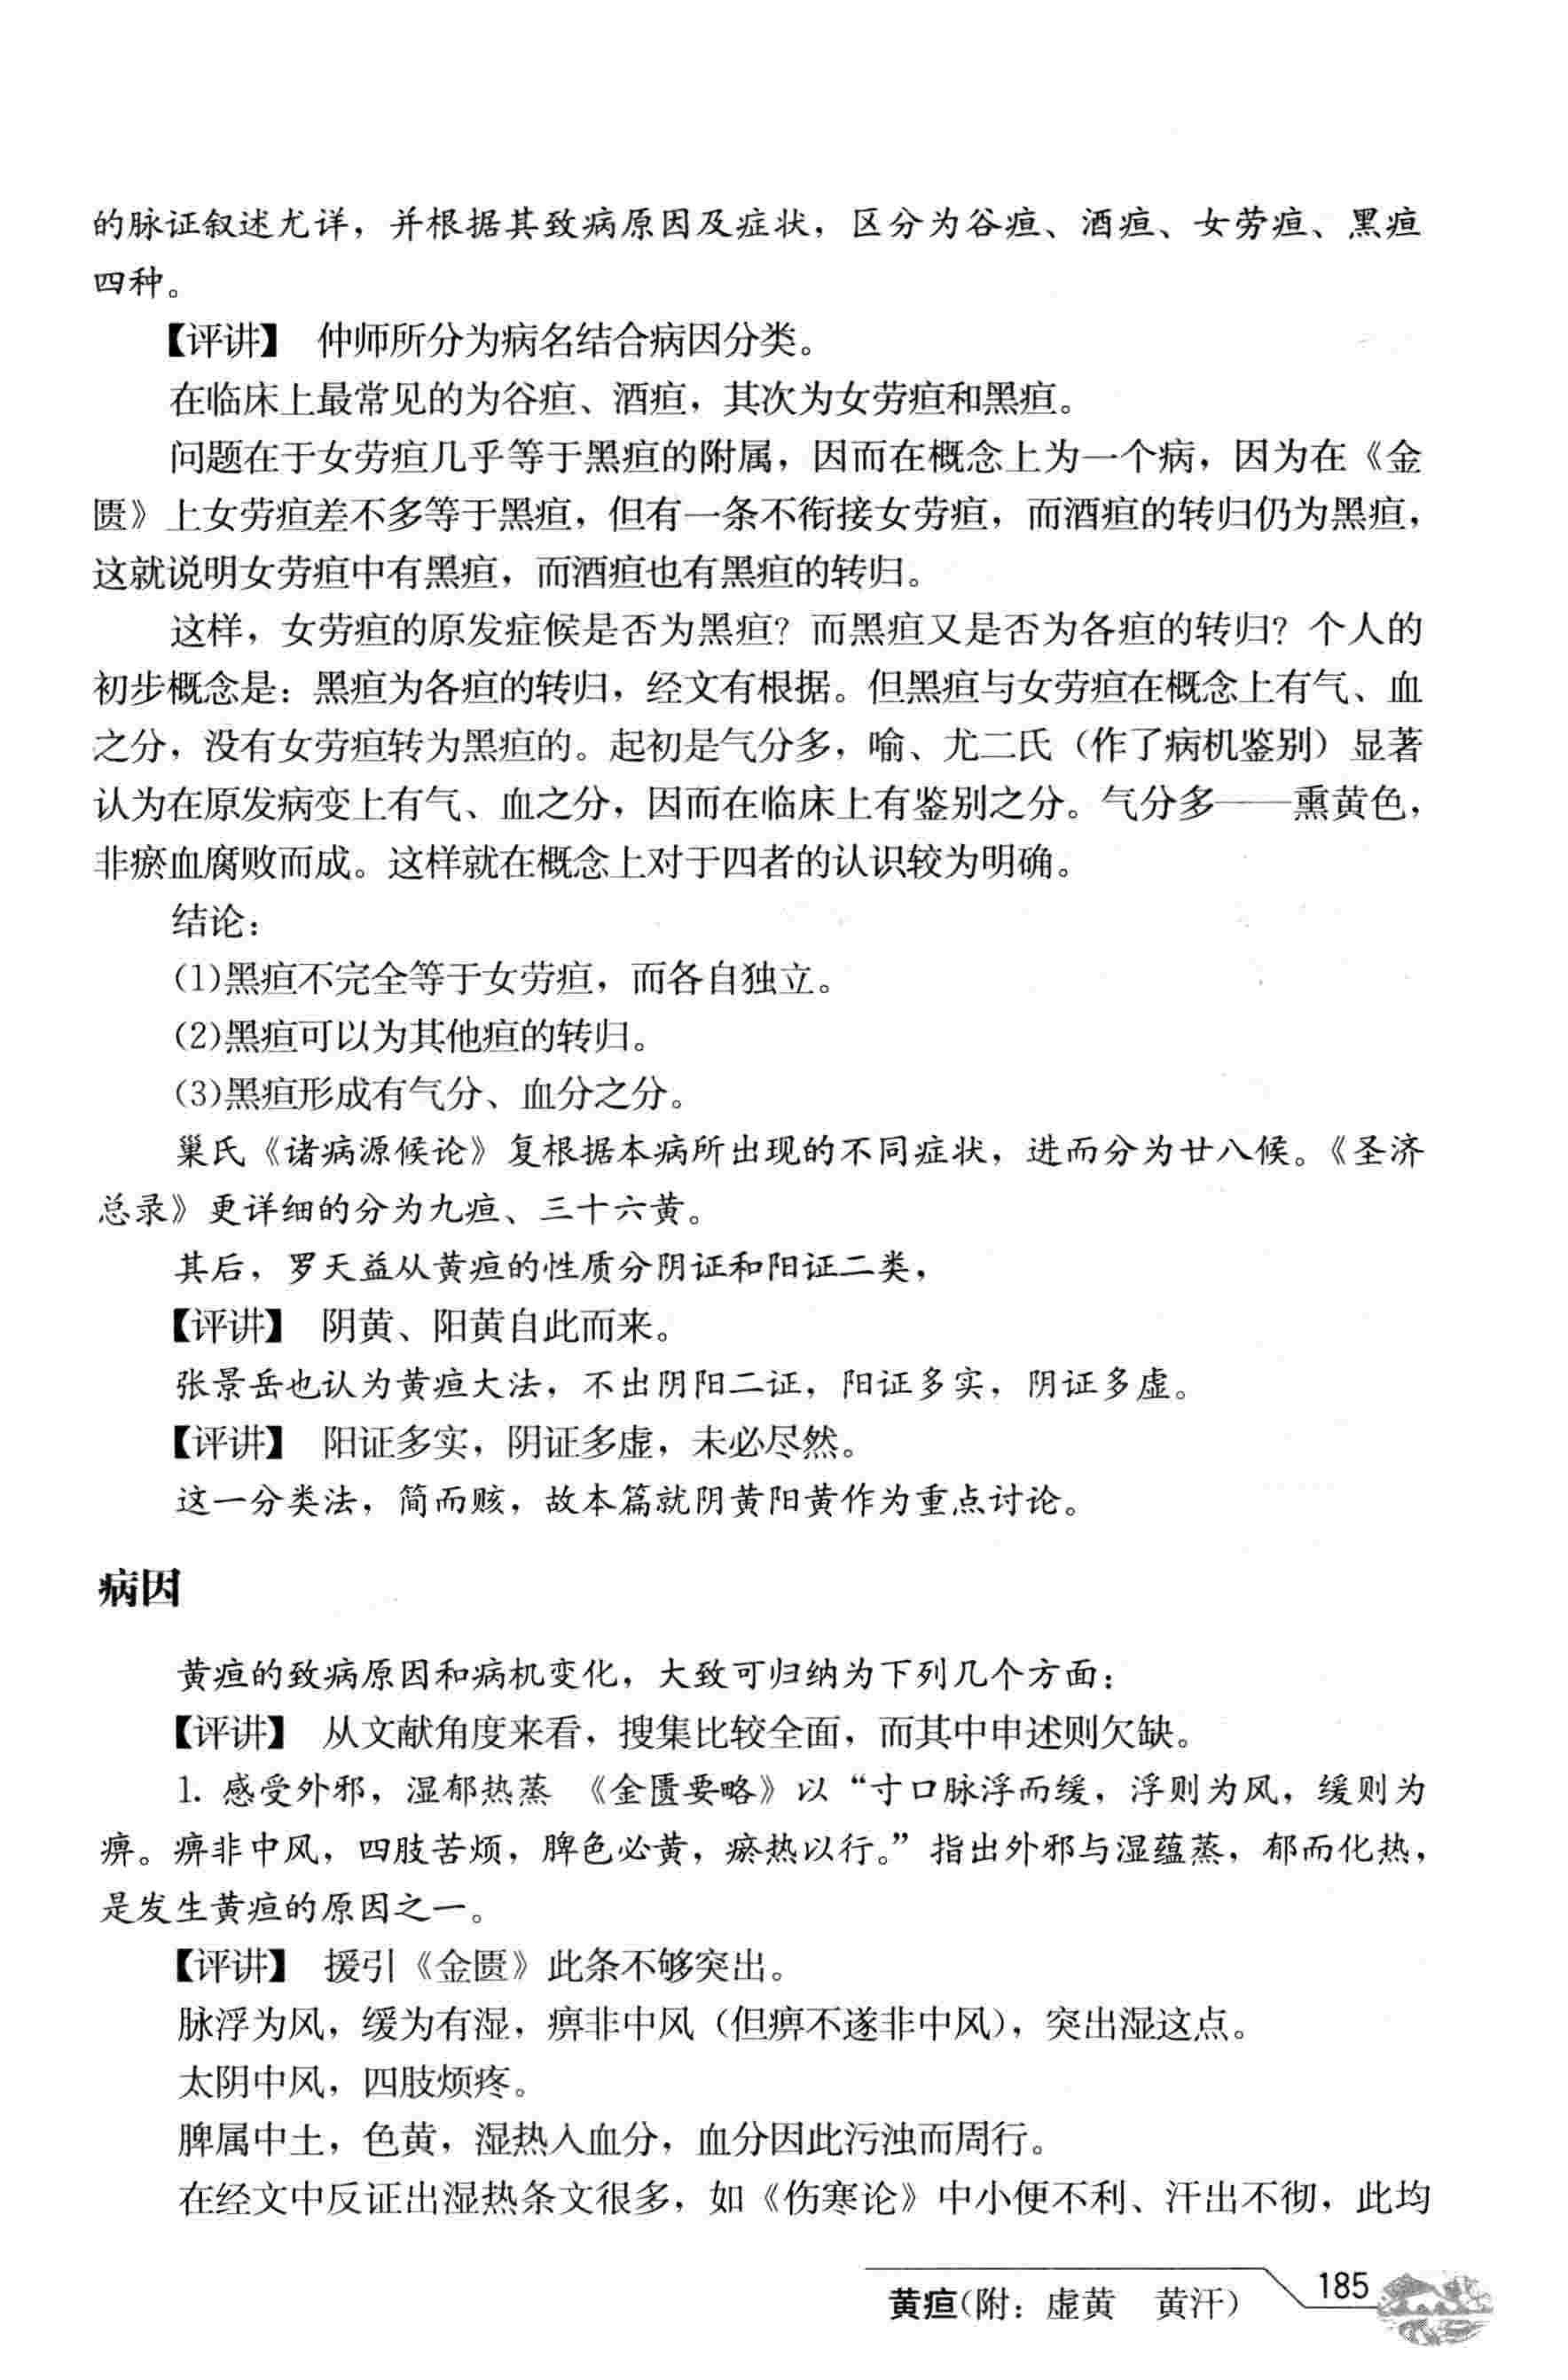 的脉证叙述尤详，并根据其致病原因及症状，区分为谷疸、酒疸、女劳疸、黑疸
四种。
【评讲】 仲师所分为病名结合病因分类。
在临床上最常见的为谷疸、酒疸，其次为女劳疸和黑疸。
问题在于女劳疸几乎等于黑疸的附属，因而在概念上为一个病，因为在《金
匮》上女劳疸差不多等于黑疸，但有一条不衔接女劳疸，而酒疸的转归仍为黑疸，
这就说明女劳疸中有黑疸，而酒疸也有黑疸的转归。
这样，女劳疸的原发症候是否为黑疸？而黑疸又是否为各疸的转归？个人的
初步概念是：黑疸为各疸的转归，经文有根据。但黑疸与女劳疸在概念上有气、血
之分，没有女劳疸转为黑疸的。起初是气分多，喻、尤二氏（作了病机鉴别）显著
认为在原发病变上有气、血之分，因而在临床上有鉴别之分。气分多——熏黄色，
非瘀血腐败而成。这样就在概念上对于四者的认识较为明确。
结论：
(1)黑疸不完全等于女劳疸，而各自独立。
(2)黑疸可以为其他疸的转归。
(3)黑疸形成有气分、血分之分。
巢氏《诸病源候论》复根据本病所出现的不同症状，进而分为廿八候。《圣济
总录》更详细的分为九疸、三十六黄。
其后，罗天益从黄疸的性质分阴证和阳证二类，
【评讲】 阴黄、阳黄自此而来。
张景岳也认为黄疸大法，不出阴阳二证，阳证多实，阴证多虚。
【评讲】 阳证多实，阴证多虚，未必尽然。
这一分类法，简而赅，故本篇就阴黄阳黄作为重点讨论。
病因
黄疸的致病原因和病机变化，大致可归纳为下列几个方面：
【评讲】 从文献角度来看，搜集比较全面，而其中申述则欠缺。
1. 感受外邪，湿郁热蒸 《金匮要略》以“寸口脉浮而缓，浮则为风，缓则为
痹。痹非中风，四肢苦烦，脾色必黄，瘀热以行。”指出外邪与湿蕴蒸，郁而化热，
是发生黄疸的原因之一。
【评讲】 援引《金匮》此条不够突出。
脉浮为风，缓为有湿，痹非中风（但痹不遂非中风），突出湿这点。
太阴中风，四肢烦疼。
脾属中土，色黄，湿热入血分，血分因此污浊而周行。
在经文中反证出湿热条文很多，如《伤寒论》中小便不利、汗出不彻，此均
黄疸(附：虚黄 黄汗) 185